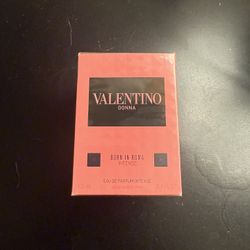 VALENTINO
DONNA
BORN IN ROMA
INTENSE
EAU DE PARFUM INTENSE